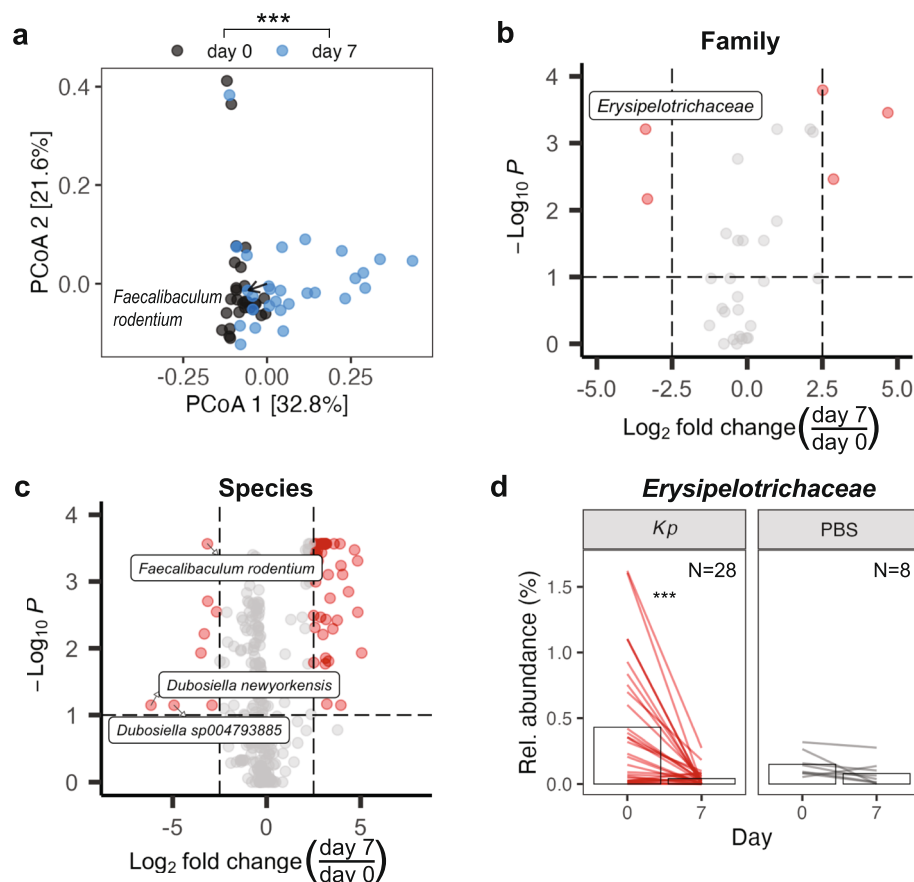 a
***
day 0 day 7
0.4
0.2
0.0
PCoA 2 [21.6%]
Faecalibaculum
rodentium
-0.25 0.00 0.25
PCoA 1 [32.8%]
b
Family
4
3
2
1
0
−Log10 P
Erysipelotrichaceae
-5.0 -2.5 0.0 2.5 5.0
Log2 fold change (day 7
day 0)
c
Species
4
3
2
1
0
−Log10 P
Faecalibaculum rodentium
Dubosiella newyorkensis
Dubosiella sp004793885
-5 0 5
Log2 fold change (day 7
day 0)
d
Erysipelotrichaceae
Kp PBS
N=28 N=8
***
1.5
1.0
0.5
0.0
Rel. abundance (%)
0 7 0 7
Day